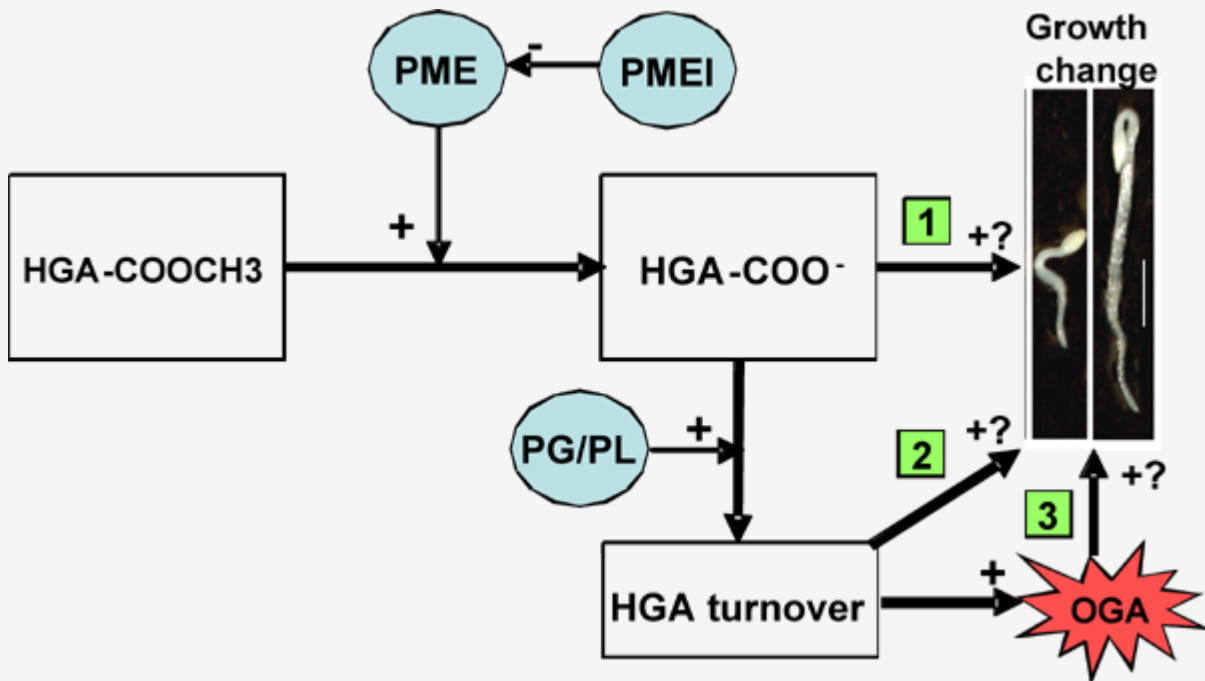 Growth
change
PME
-
PMEI
+
HGA-COOCH3
HGA-COO-
1
+?
PG/PL
+
2
+?
3
+?
HGA turnover
+
OGA